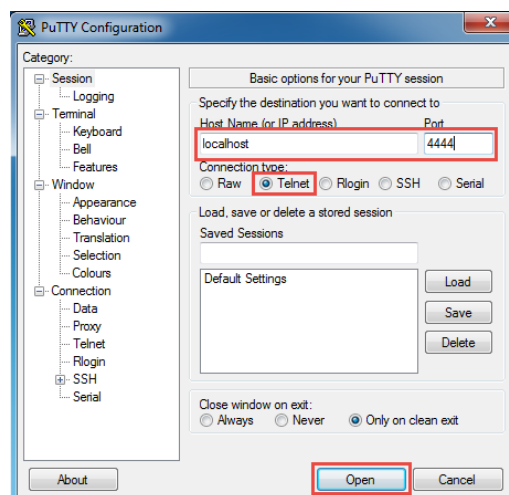 PuTTY Configuration
X
Category:
Session
Logging
Terminal
Keyboard
Bell
Features
Window
Appearance
Behaviour
Translation
Selection
Colours
Connection
Data
Proxy
Telnet
Rlogin
SSH
Serial
Basic options for your PuTTY session
Specify the destination you want to connect to
Host Name (or IP address) Port
localhost 4444
Connection type:
Raw Telnet Rlogin SSH Serial
Load, save or delete a stored session
Saved Sessions
Default Settings
Load
Save
Delete
Close window on exit:
Always Never Only on clean exit
About Open Cancel